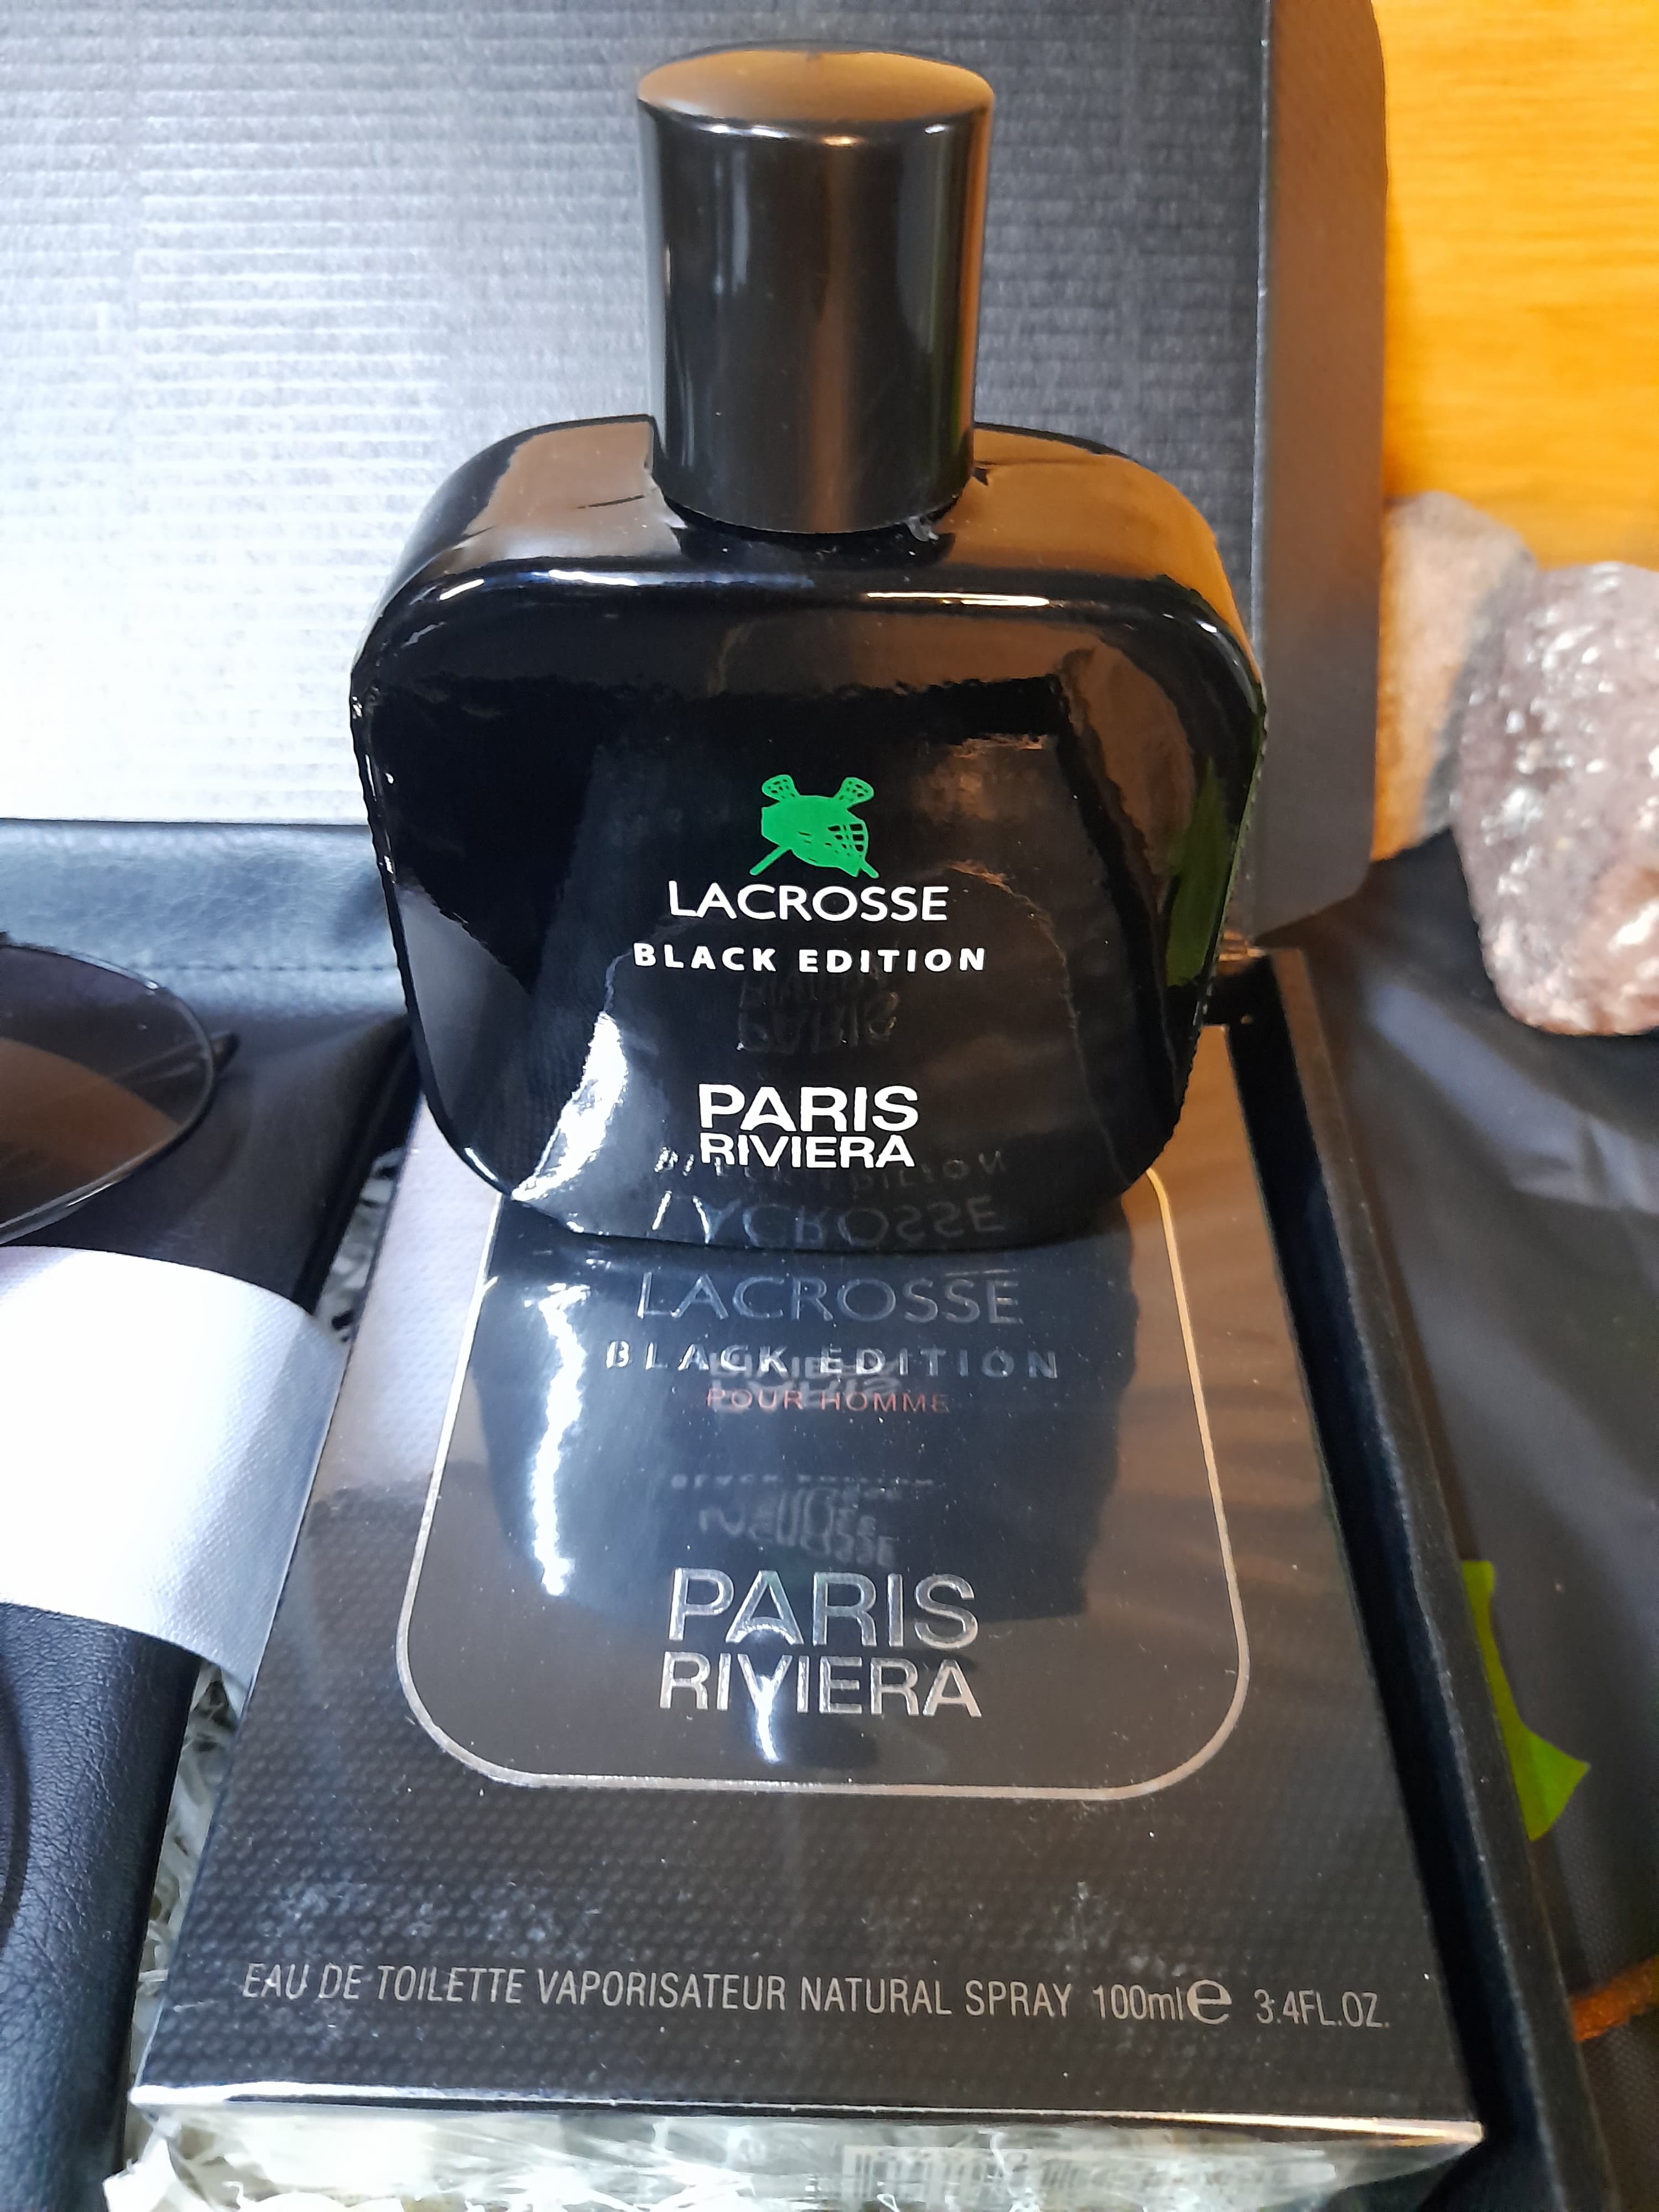 LACROSSE
BLACK EDITION
PARIS
RIVIERA
LACROSSE
BLACK EDITION
POUR HOMME
PARIS
RIVIERA
EAU DE TOILETTE VAPORISATEUR NATURAL SPRAY 100ml e 3.4FL.OZ.